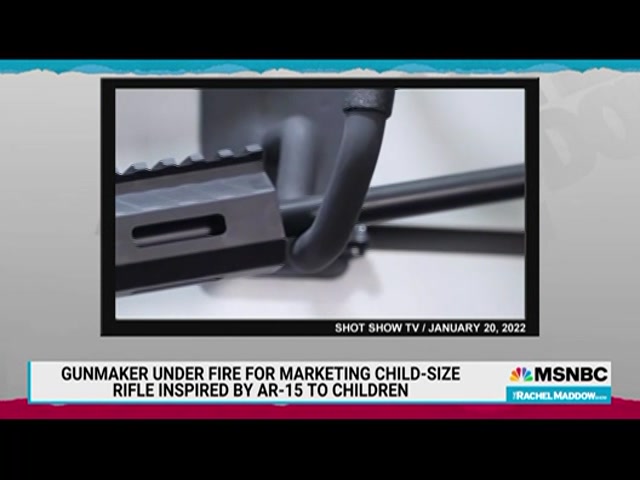 SHOT SHOW TV / JANUARY 20, 2022
GUNMAKER UNDER FIRE FOR MARKETING CHILD-SIZE
RIFLE INSPIRED BY AR-15 TO CHILDREN
MSNBC
THE RACHEL MADDOW SHOW